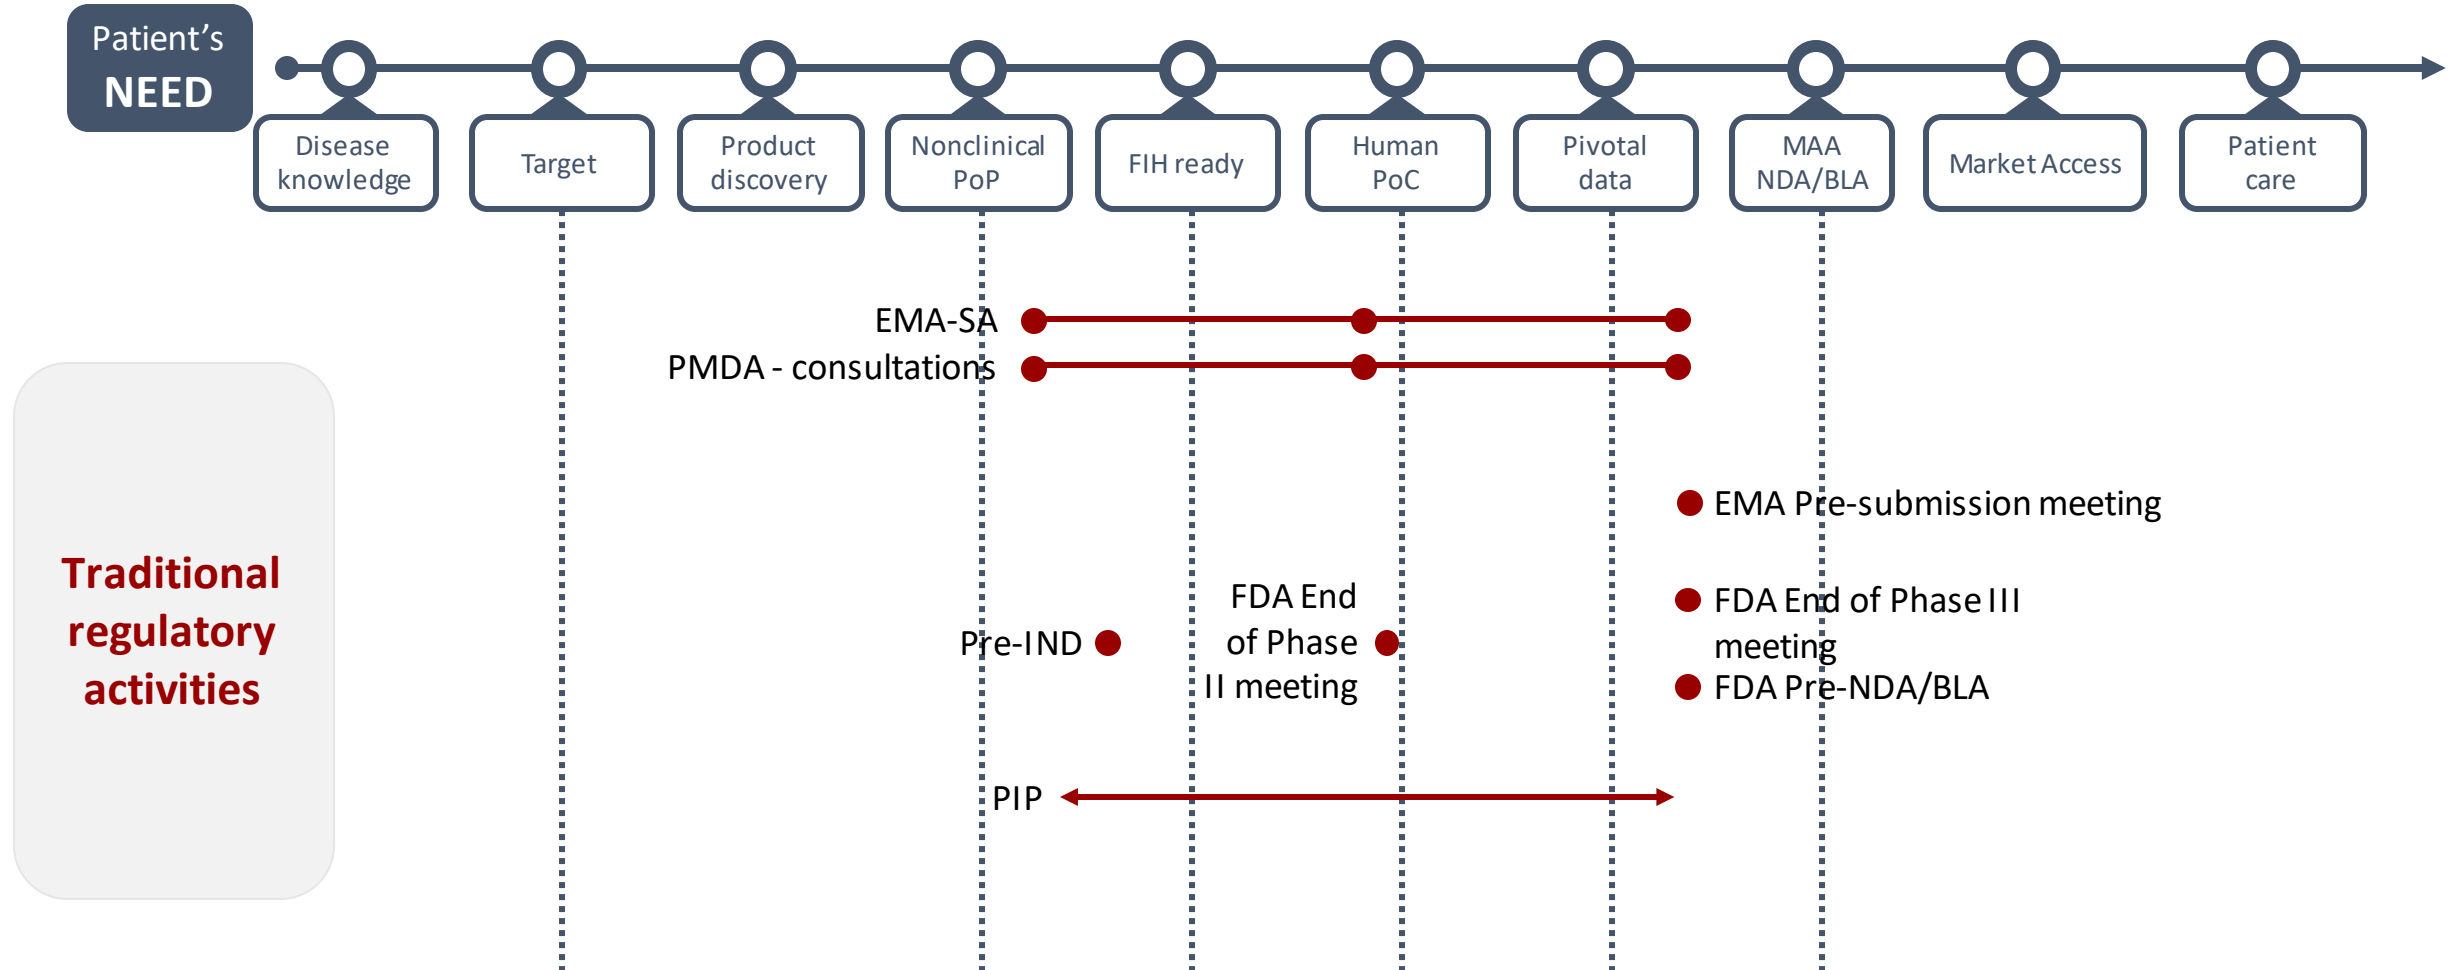 Patient's
NEED
Disease
knowledge
Target
Product
discovery
Nonclinical
PoP
FIH ready
Human
PoC
Pivotal
data
MAA
NDA/BLA
Market Access
Patient
care
EMA-SA
PMDA - consultations
EMA Pre-submission meeting
Traditional
regulatory
activities
Pre-IND
FDA End
of Phase
II meeting
FDA End of Phase III
meeting
FDA Pre-NDA/BLA
PIP